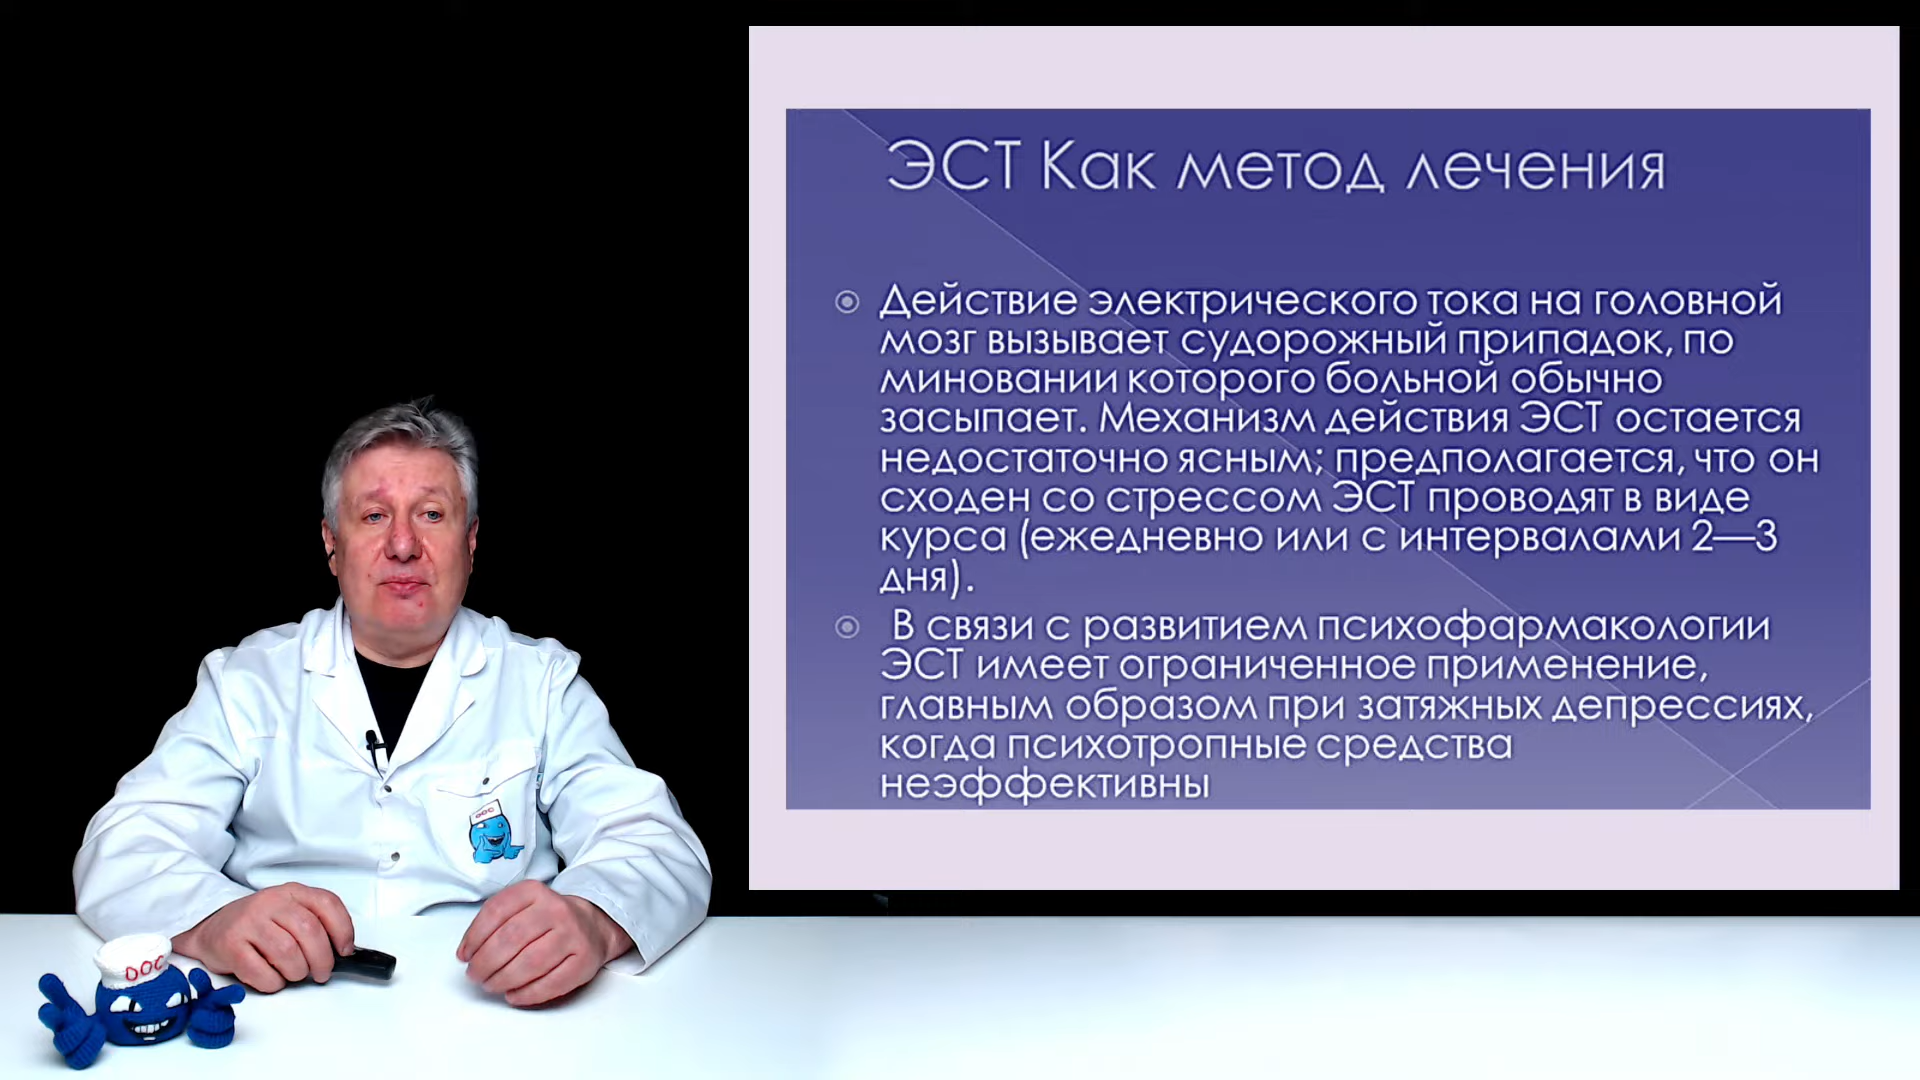 ЭСТ Как метод лечения
Действие электрического тока на головной
мозг вызывает судорожный припадок, по
миновании которого больной обычно
засыпает. Механизм действия ЭСТ остается
недостаточно ясным; предполагается, что он
сходен со стрессом ЭСТ проводят в виде
курса (ежедневно или с интервалами 2—3
дня).
В связи с развитием психофармакологии
ЭСТ имеет ограниченное применение,
главным образом при затяжных депрессиях,
когда психотропные средства
неэффективны
DOC
DOC